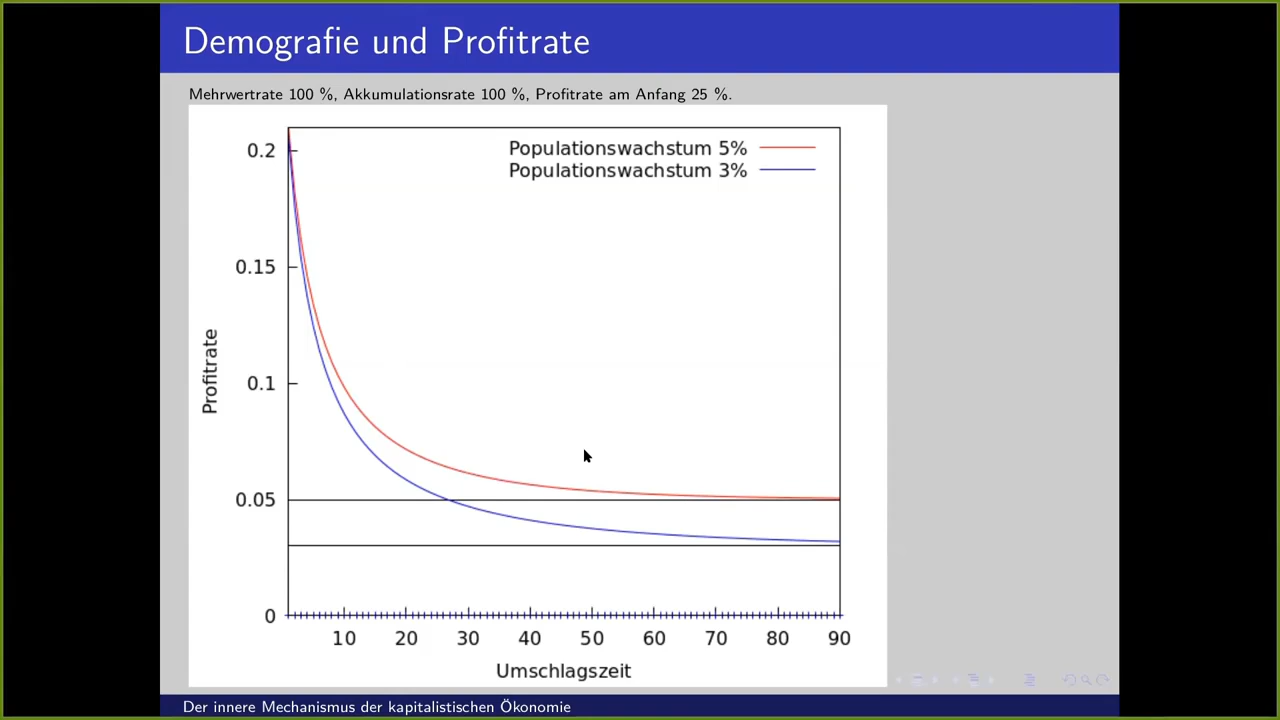 Demografie und Profitrate
Mehrwertrate 100 %, Akkumulationsrate 100 %, Profitrate am Anfang 25 %.
Populationswachstum 5%
Populationswachstum 3%
0.2
0.15
0.1
0.05
0
Profitrate
10 20 30 40 50 60 70 80 90
Umschlagszeit
Der innere Mechanismus der kapitalistischen Ökonomie